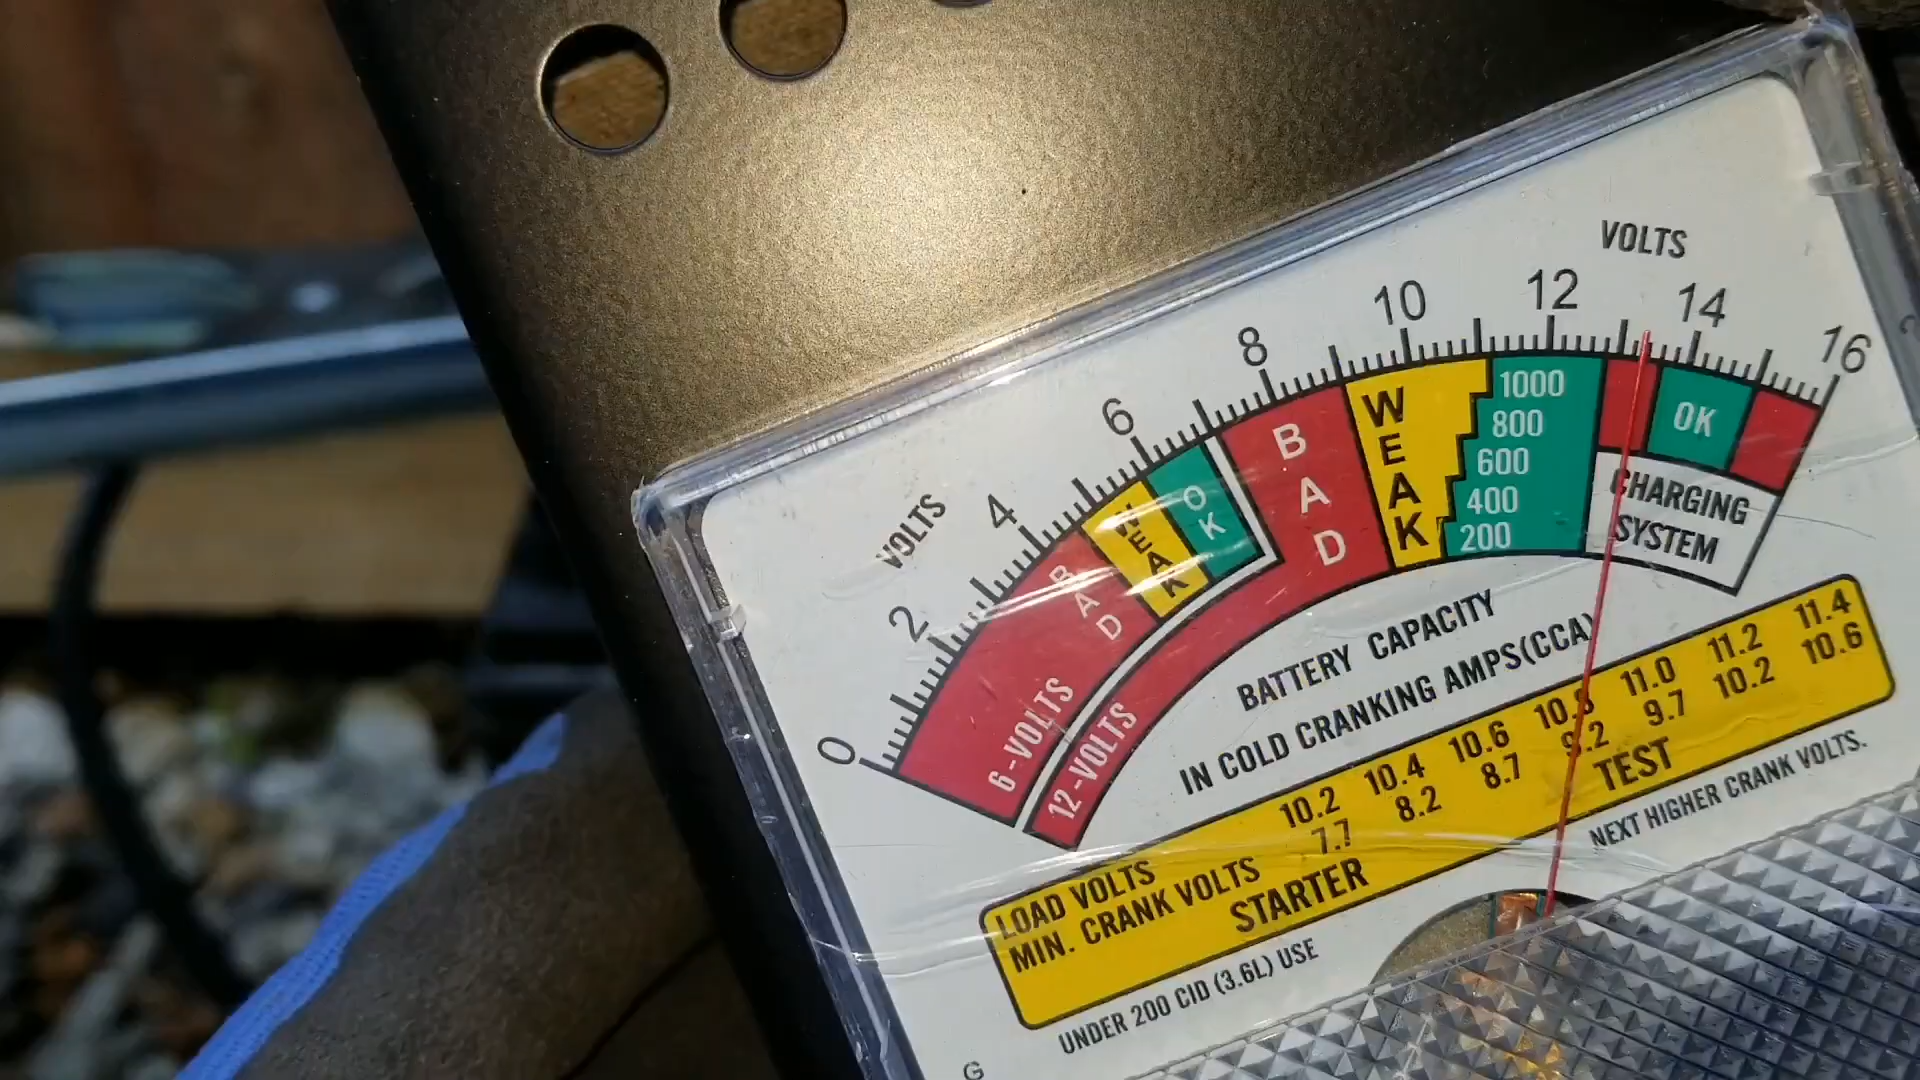 VOLTS
0 2 4 6 8 10 12 14 16
VOLTS
BAD
WEAK
OK
6-VOLTS
BAD
WEAK
1000
800
600
400
200
OK
CHARGING
SYSTEM
12-VOLTS
BATTERY CAPACITY
IN COLD CRANKING AMPS(CCA)
LOAD VOLTS 10.2 10.4 10.6 10.8 11.0 11.2 11.4
MIN. CRANK VOLTS 7.7 8.2 8.7 9.2 9.7 10.2 10.6
STARTER TEST
UNDER 200 CID (3.6L) USE NEXT HIGHER CRANK VOLTS.
G